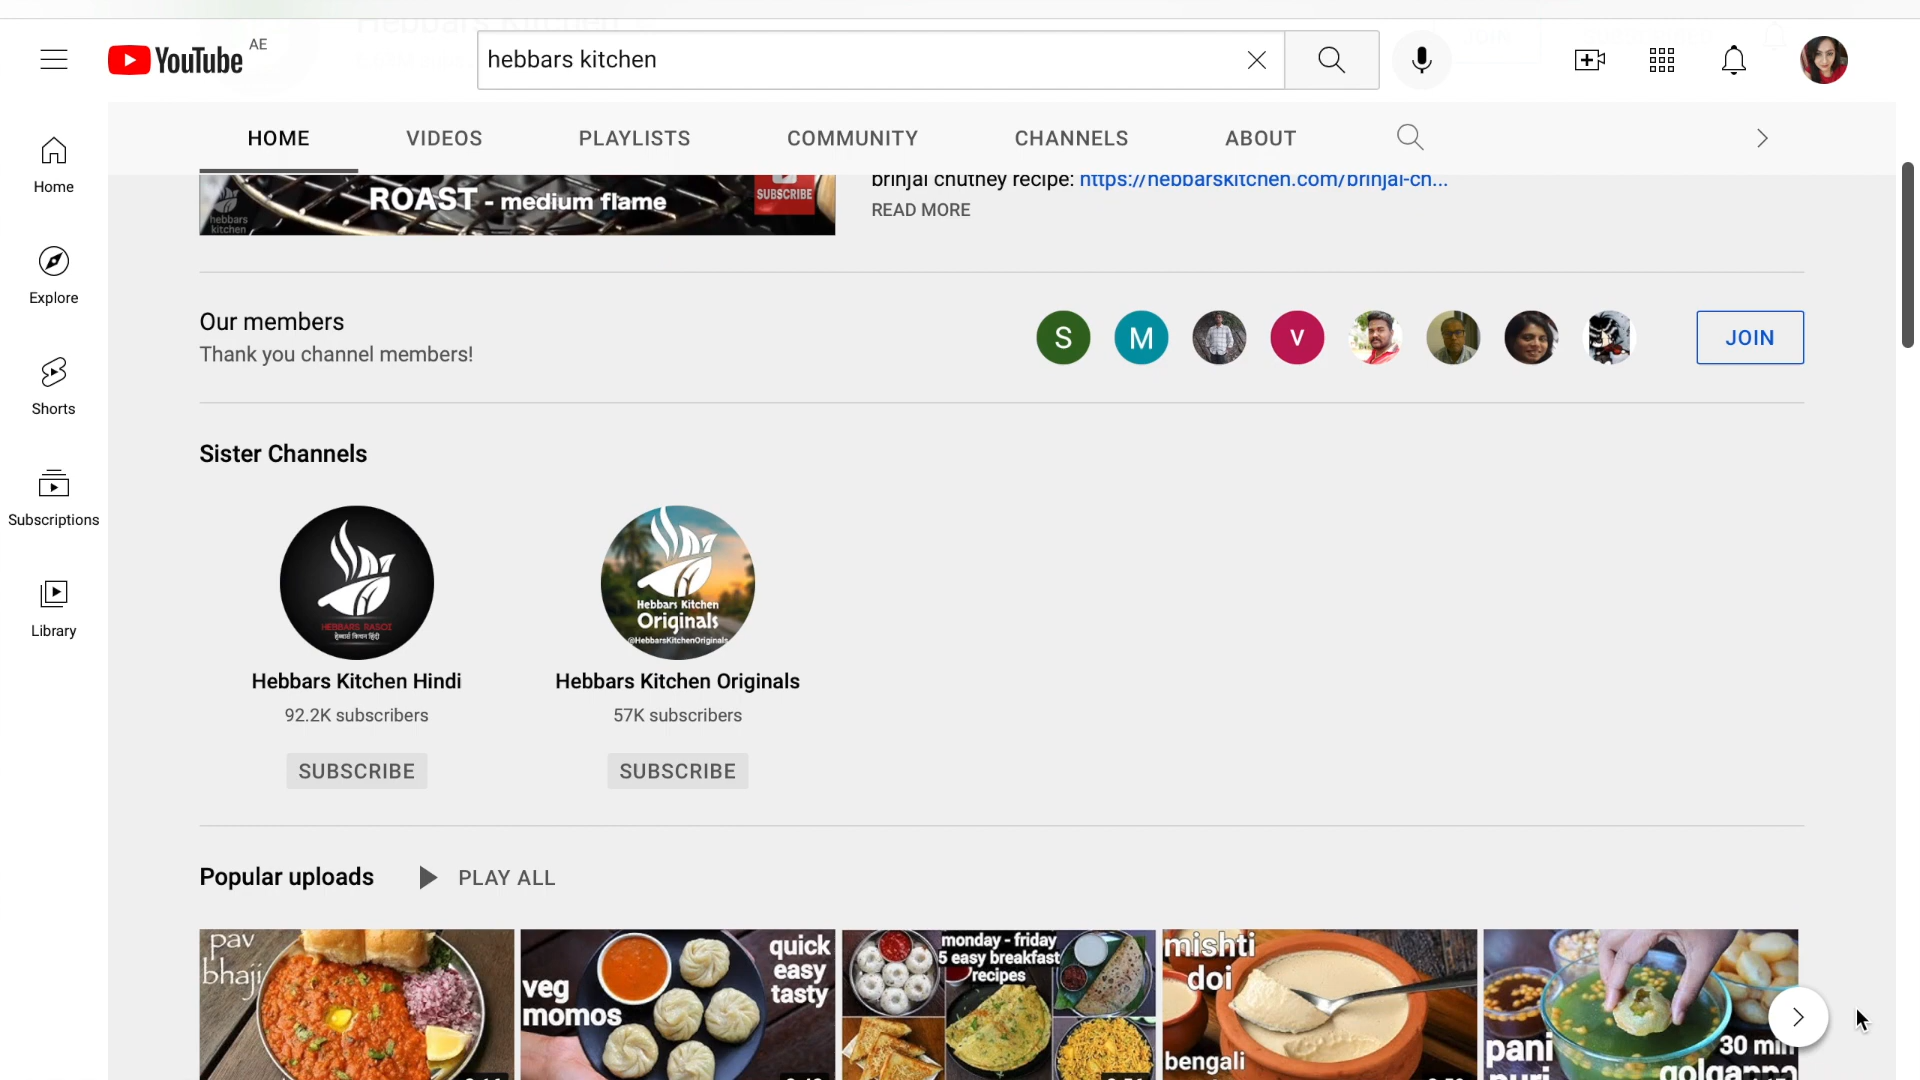 YouTube AE
hebbars kitchen
HOME VIDEOS PLAYLISTS COMMUNITY CHANNELS ABOUT
Home
Explore
Shorts
Subscriptions
Library
ROAST - medium flame
SUBSCRIBE
hebbars
kitchen
brinjal chutney recipe: https://hebbarskitchen.com/brinjal-ch...
READ MORE
Our members
Thank you channel members!
S M V
JOIN
Sister Channels
HEBBARS RASOI
हेब्बार्स किचन हिंदी
Hebbars Kitchen
Originals
@HebbarsKitchenOriginals
Hebbars Kitchen Hindi
92.2K subscribers
SUBSCRIBE
Hebbars Kitchen Originals
57K subscribers
SUBSCRIBE
Popular uploads PLAY ALL
pav
bhaji
veg
momos
quick
easy
tasty
monday - friday
5 easy breakfast
recipes
mishti
doi
bengali
pani
puri
30 min
golgappa